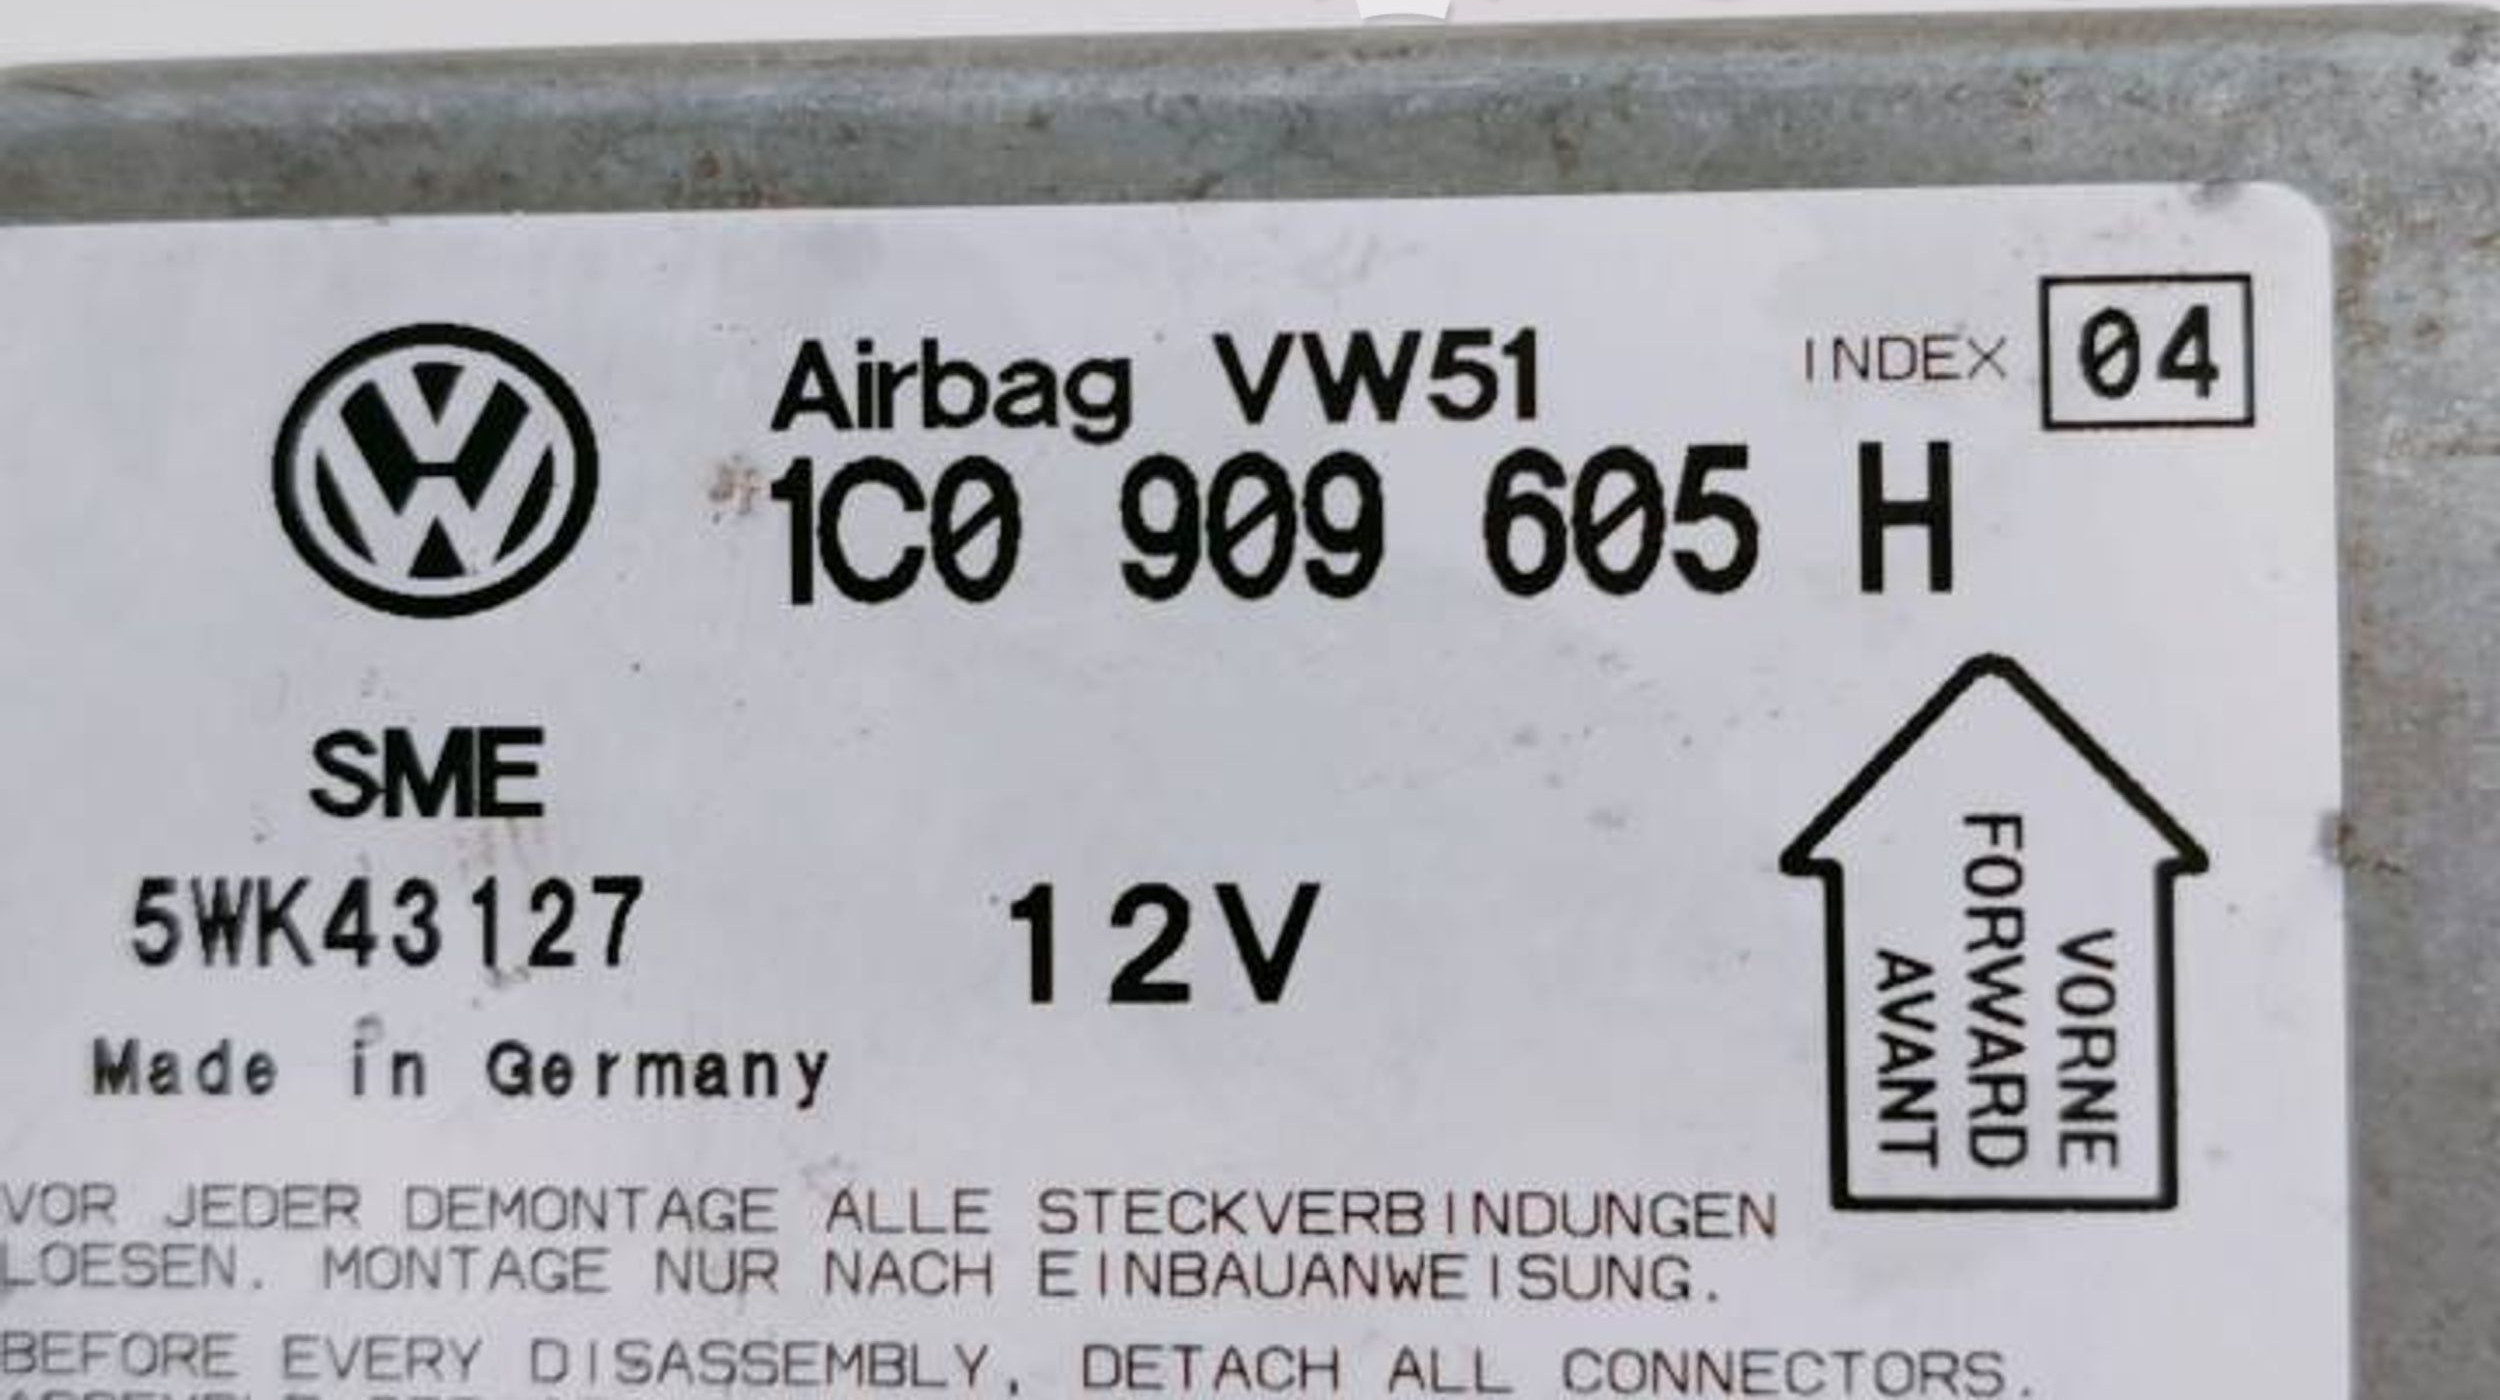 Airbag VW51
INDEX 04
1C0 909 605 H
SME
5WK43127
12V
Made in Germany
VORNE
FORWARD
AVANT
VOR JEDER DEMONTAGE ALLE STECKVERBINDUNGEN
LOESEN. MONTAGE NUR NACH EINBAUANWEISUNG.
BEFORE EVERY DISASSEMBLY, DETACH ALL CONNECTORS.